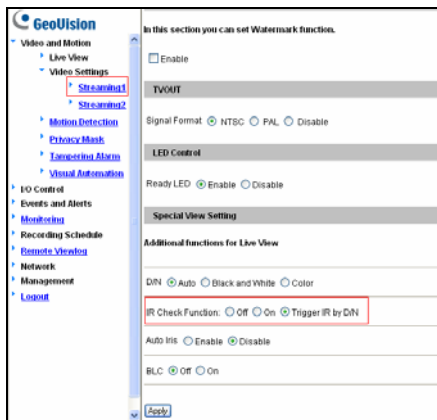 GeoVision
Video and Motion
Live View
Video Settings
Streaming1
Streaming2
Motion Detection
Privacy Mask
Tampering Alarm
Visual Automation
I/O Control
Events and Alerts
Monitoring
Recording Schedule
Remote Viewlog
Network
Management
Logout
In this section you can set Watermark function.
Enable
TVOUT
Signal Format NTSC PAL Disable
LED Control
Ready LED Enable Disable
Special View Setting
Additional functions for Live View
D/N Auto Black and White Color
IR Check Function: Off On Trigger IR by D/N
Auto Iris Enable Disable
BLC Off On
Apply